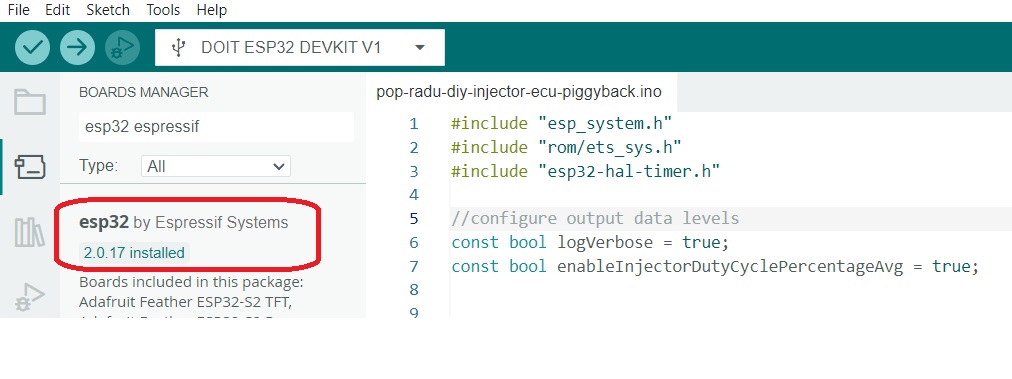 File Edit Sketch Tools Help
DOIT ESP32 DEVKIT V1
BOARDS MANAGER
esp32 espressif
Type: All
esp32 by Espressif Systems
2.0.17 installed
Boards included in this package:
Adafruit Feather ESP32-S2 TFT,
pop-radu-diy-injector-ecu-piggyback.ino
1 #include "esp_system.h"
2 #include "rom/ets_sys.h"
3 #include "esp32-hal-timer.h"
4
5 //configure output data levels
6 const bool logVerbose = true;
7 const bool enableInjectorDutyCyclePercentageAvg = true;
8
9